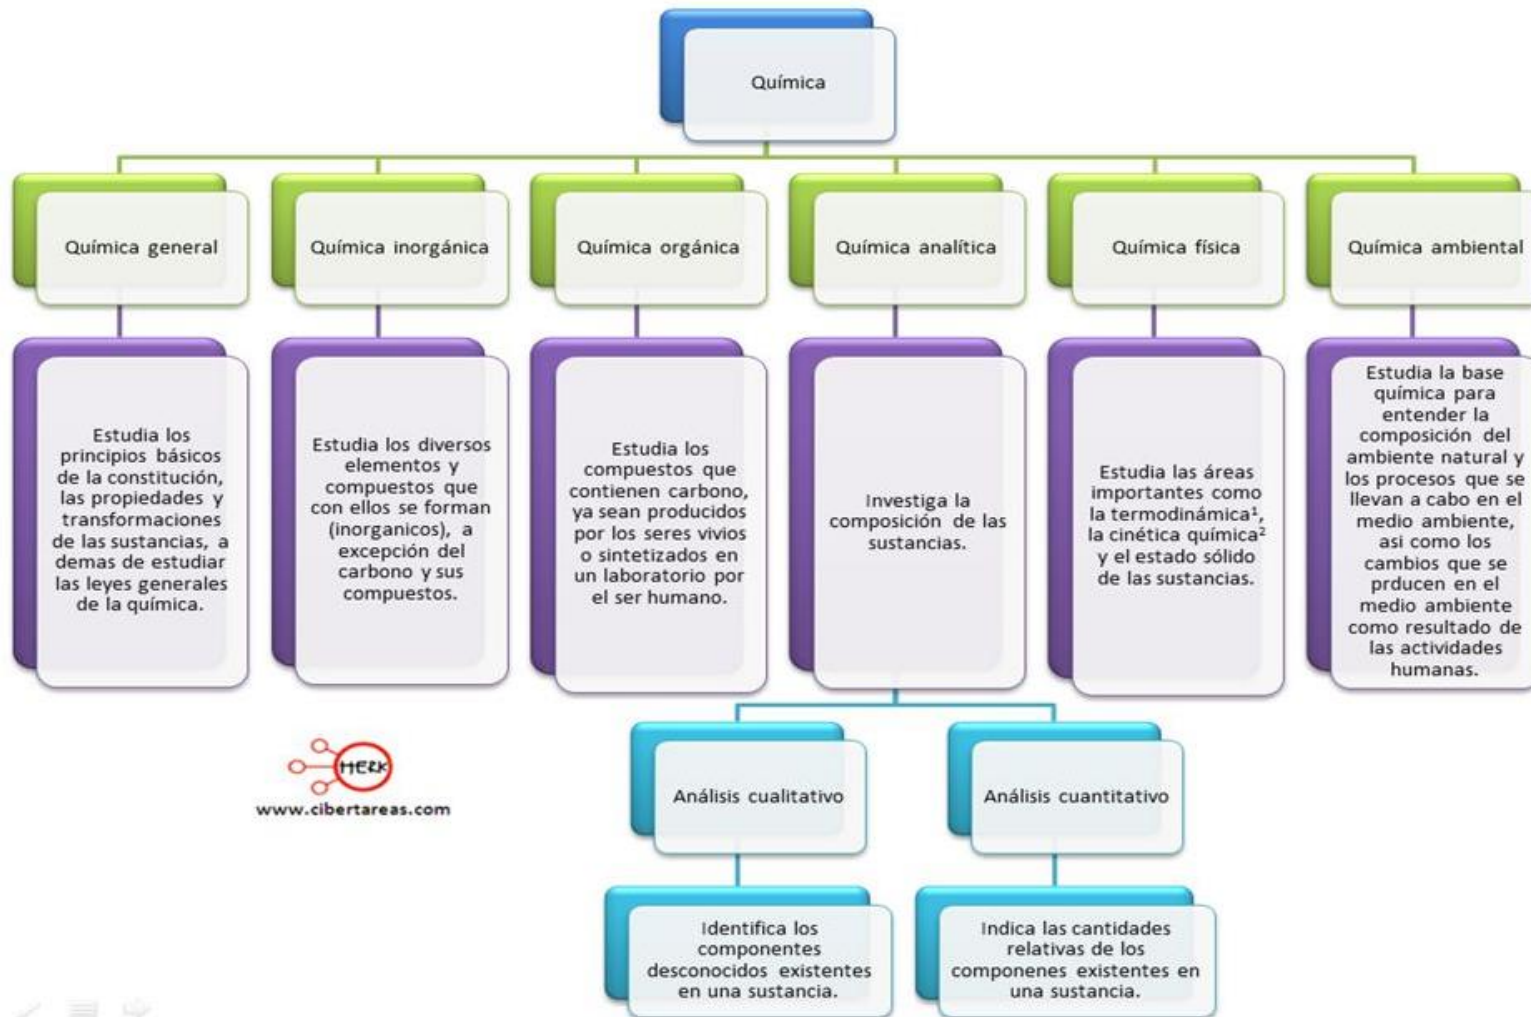 Química
Química general
Química inorgánica
Química orgánica
Química analítica
Química física
Química ambiental
Estudia los
principios básicos
de la constitución,
las propiedades y
transformaciones
de las sustancias, a
demas de estudiar
las leyes generales
de la química.
Estudia los diversos
elementos y
compuestos que
con ellos se forman
(inorganicos), a
excepción del
carbono y sus
compuestos.
Estudia los
compuestos que
contienen carbono,
ya sean producidos
por los seres vivios
o sintetizados en
un laboratorio por
el ser humano.
Investiga la
composición de las
sustancias.
Estudia las áreas
importantes como
la termodinámica¹,
la cinética química²
y el estado sólido
de las sustancias.
Estudia la base
química para
entender la
composición del
ambiente natural y
los procesos que se
llevan a cabo en el
medio ambiente,
asi como los
cambios que se
prducen en el
medio ambiente
como resultado de
las actividades
humanas.
MERK
www.cibertareas.com
Análisis cualitativo
Análisis cuantitativo
Identifica los
componentes
desconocidos existentes
en una sustancia.
Indica las cantidades
relativas de los
componenes existentes en
una sustancia.